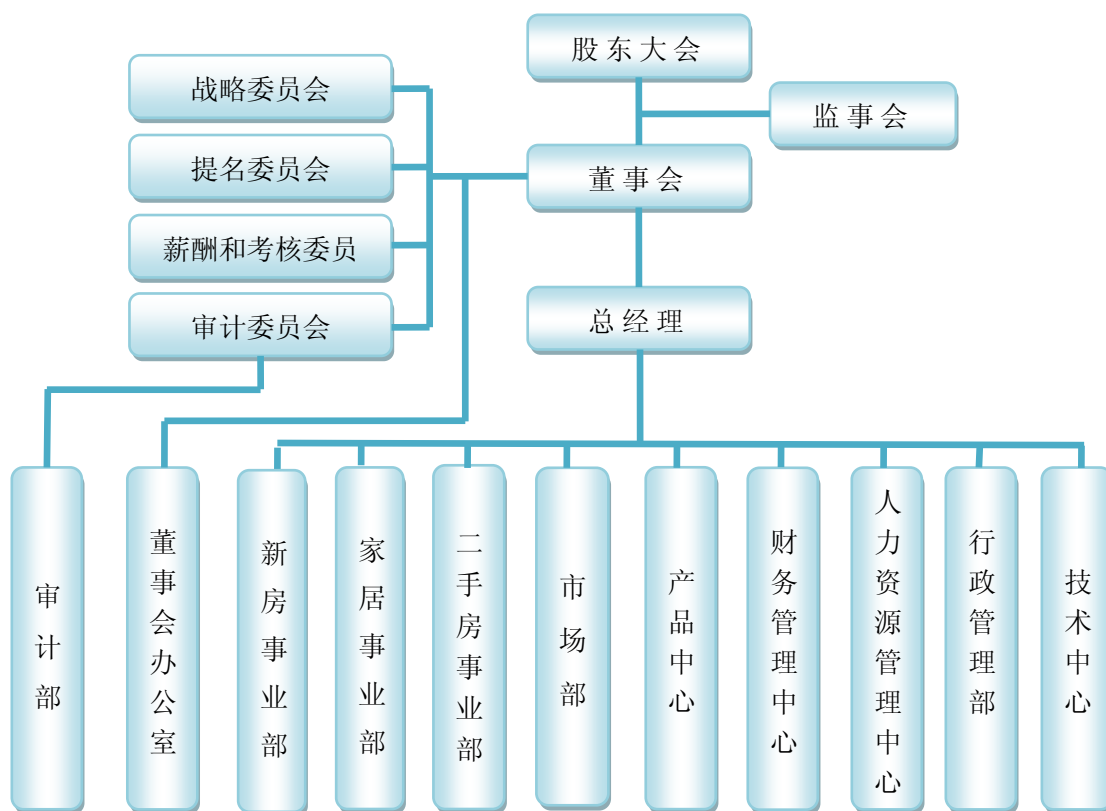 股东大会
战略委员会
监事会
提名委员会
董事会
薪酬和考核委员
审计委员会
总经理
审计部
董事会办公室
新房事业部
家居事业部
二手房事业部
市场部
产品中心
财务管理中心
人力资源管理中心
行政管理部
技术中心